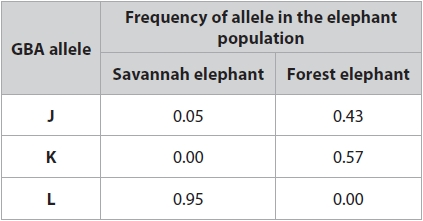 GBA allele
Frequency of allele in the elephant
population
Savannah elephant Forest elephant
J 0.05 0.43
K 0.00 0.57
L 0.95 0.00